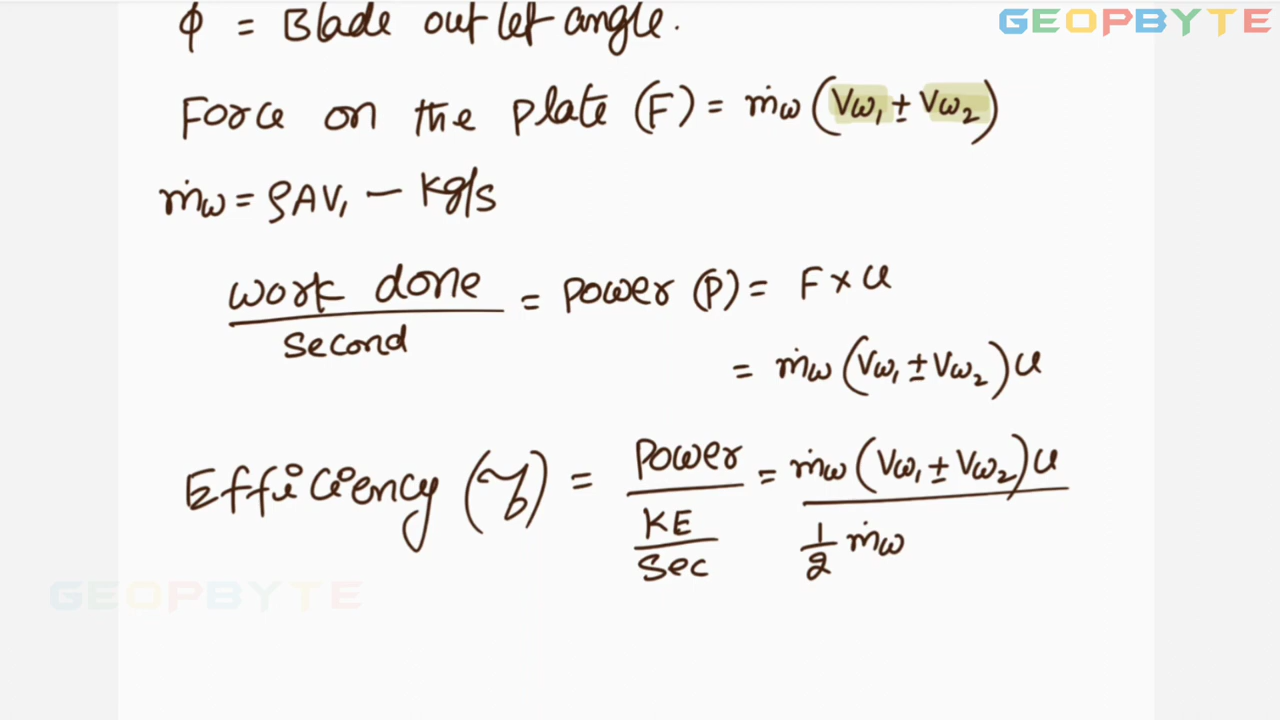 GEOPBYTE
ϕ = Blade outlet angle.
Force on the plate (F) = ṁω (Vω₁ ± Vω₂)
ṁω = ρAV₁ — kg/s
work done / second = Power (P) = F × u
= ṁω (Vω₁ ± Vω₂) u
Efficiency (η) = Power / KE/Sec = ṁω (Vω₁ ± Vω₂) u / 1/2 ṁω
GEOPBYTE